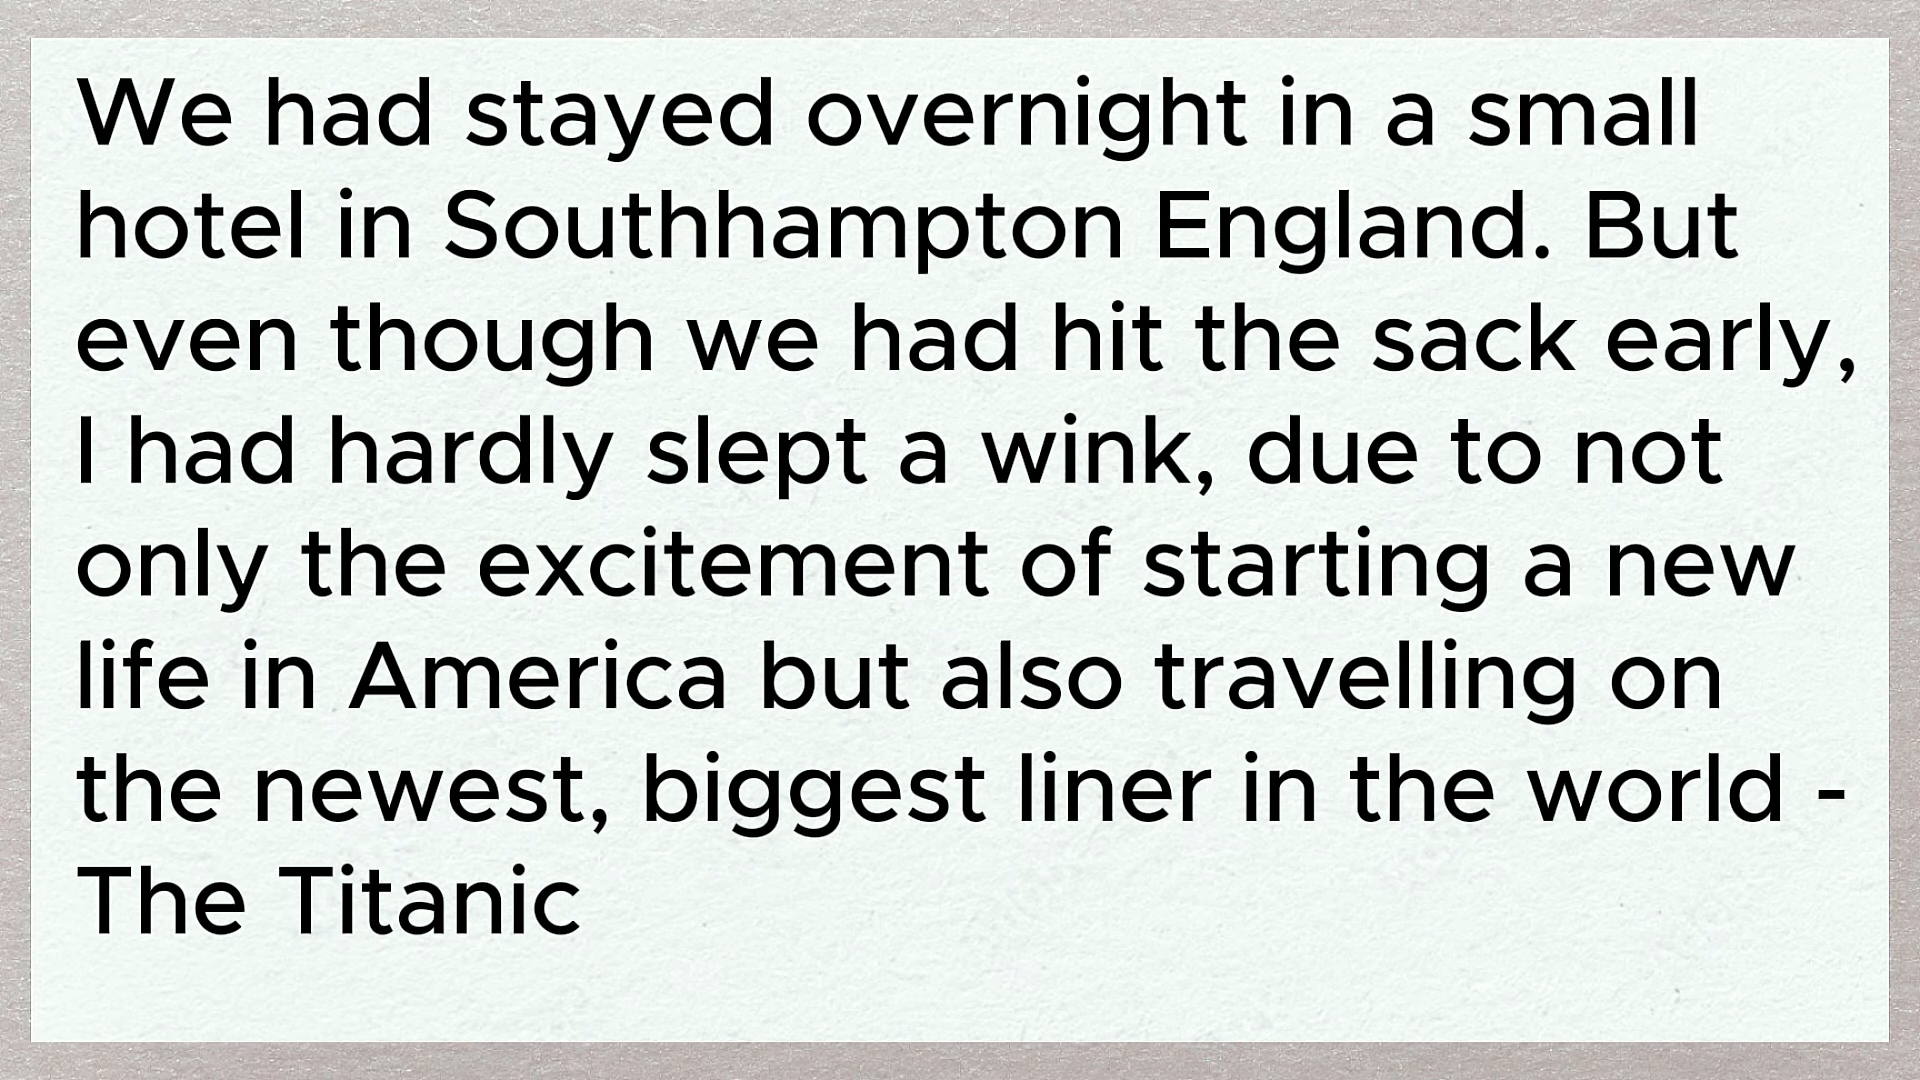 We had stayed overnight in a small
hotel in Southhampton England. But
even though we had hit the sack early,
I had hardly slept a wink, due to not
only the excitement of starting a new
life in America but also travelling on
the newest, biggest liner in the world -
The Titanic